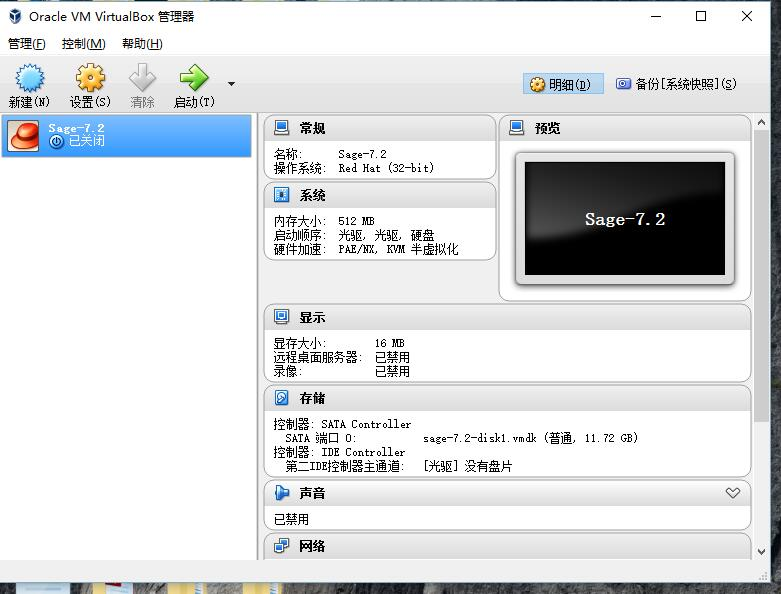 Oracle VM VirtualBox 管理器
管理(F) 控制(M) 帮助(H)
新建(N) 设置(S) 清除 启动(T) 明细(D) 备份[系统快照](S)
Sage-7.2
已关闭
常规
名称: Sage-7.2
操作系统: Red Hat (32-bit)
系统
内存大小: 512 MB
启动顺序: 光驱, 光驱, 硬盘
硬件加速: PAE/NX, KVM 半虚拟化
预览
Sage-7.2
显示
显存大小: 16 MB
远程桌面服务器: 已禁用
录像: 已禁用
存储
控制器: SATA Controller
SATA 端口 0: sage-7.2-disk1.vmdk (普通, 11.72 GB)
控制器: IDE Controller
第二IDE控制器主通道: [光驱] 没有盘片
声音
已禁用
网络